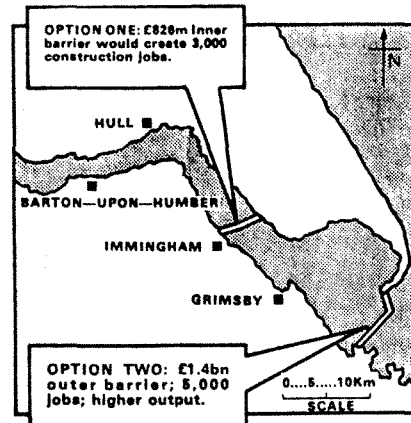 OPTION ONE: £828m Inner
barrier would create 3,000
construction jobs.
N
HULL
BARTON—UPON—HUMBER
IMMINGHAM
GRIMSBY
OPTION TWO: £1.4bn
outer barrier; 5,000
jobs; higher output.
0....5.....10Km
SCALE